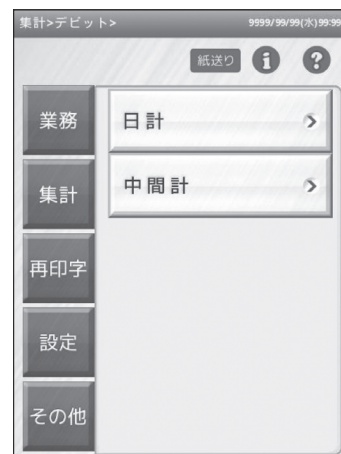 集計>デビット>
9999/99/99(水)99:99
紙送り
i
?
業務
集計
再印字
設定
その他
日計
中間計